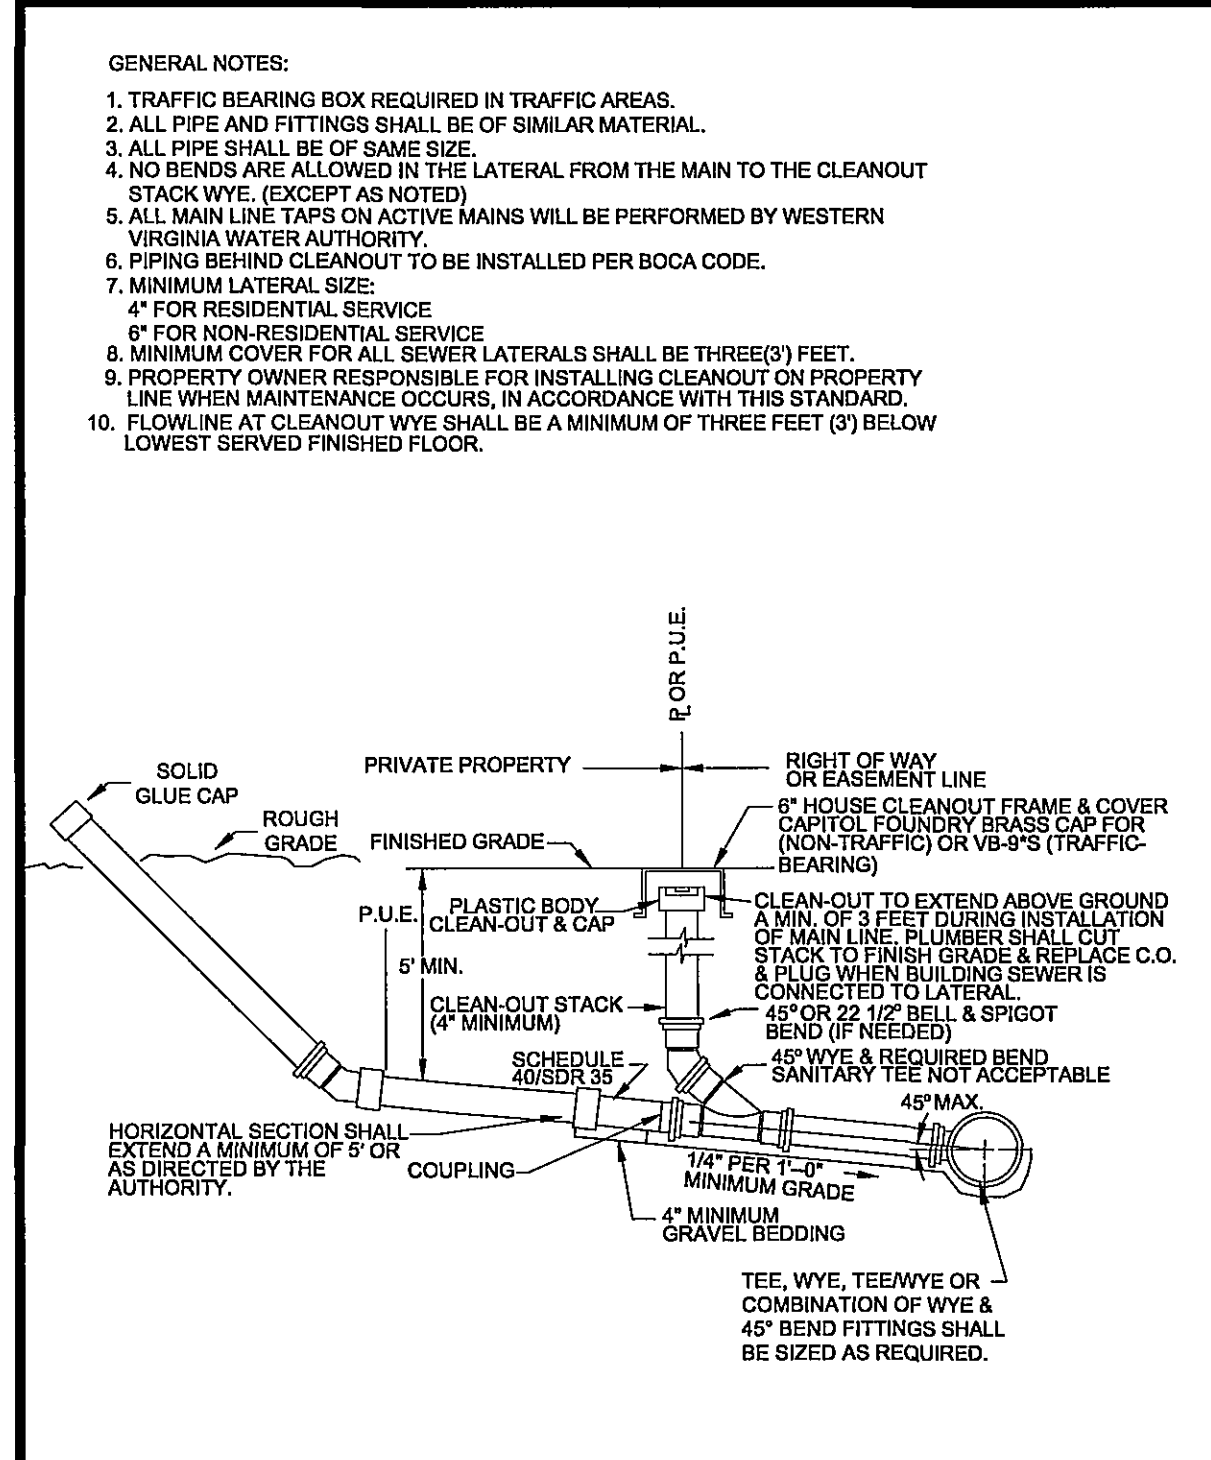 GENERAL NOTES:
1. TRAFFIC BEARING BOX REQUIRED IN TRAFFIC AREAS.
2. ALL PIPE AND FITTINGS SHALL BE OF SIMILAR MATERIAL.
3. ALL PIPE SHALL BE OF SAME SIZE.
4. NO BENDS ARE ALLOWED IN THE LATERAL FROM THE MAIN TO THE CLEANOUT
STACK WYE. (EXCEPT AS NOTED)
5. ALL MAIN LINE TAPS ON ACTIVE MAINS WILL BE PERFORMED BY WESTERN
VIRGINIA WATER AUTHORITY.
6. PIPING BEHIND CLEANOUT TO BE INSTALLED PER BOCA CODE.
7. MINIMUM LATERAL SIZE:
4" FOR RESIDENTIAL SERVICE
6" FOR NON-RESIDENTIAL SERVICE
8. MINIMUM COVER FOR ALL SEWER LATERALS SHALL BE THREE(3') FEET.
9. PROPERTY OWNER RESPONSIBLE FOR INSTALLING CLEANOUT ON PROPERTY
LINE WHEN MAINTENANCE OCCURS, IN ACCORDANCE WITH THIS STANDARD.
10. FLOWLINE AT CLEANOUT WYE SHALL BE A MINIMUM OF THREE FEET (3') BELOW
LOWEST SERVED FINISHED FLOOR.
PL OR P.U.E.
PRIVATE PROPERTY
RIGHT OF WAY
OR EASEMENT LINE
SOLID
GLUE CAP
ROUGH
GRADE
FINISHED GRADE
6" HOUSE CLEANOUT FRAME & COVER
CAPITOL FOUNDRY BRASS CAP FOR
(NON-TRAFFIC) OR VB-9"S (TRAFFIC-
BEARING)
P.U.E.
PLASTIC BODY
CLEAN-OUT & CAP
CLEAN-OUT TO EXTEND ABOVE GROUND
A MIN. OF 3 FEET DURING INSTALLATION
OF MAIN LINE. PLUMBER SHALL CUT
STACK TO FINISH GRADE & REPLACE C.O.
& PLUG WHEN BUILDING SEWER IS
CONNECTED TO LATERAL.
5' MIN.
CLEAN-OUT STACK
(4" MINIMUM)
45° OR 22 1/2° BELL & SPIGOT
BEND (IF NEEDED)
SCHEDULE
40/SDR 35
45° WYE & REQUIRED BEND
SANITARY TEE NOT ACCEPTABLE
45° MAX.
HORIZONTAL SECTION SHALL
EXTEND A MINIMUM OF 5' OR
AS DIRECTED BY THE
AUTHORITY.
COUPLING
1/4" PER 1'-0"
MINIMUM GRADE
4" MINIMUM
GRAVEL BEDDING
TEE, WYE, TEE/WYE OR
COMBINATION OF WYE &
45° BEND FITTINGS SHALL
BE SIZED AS REQUIRED.